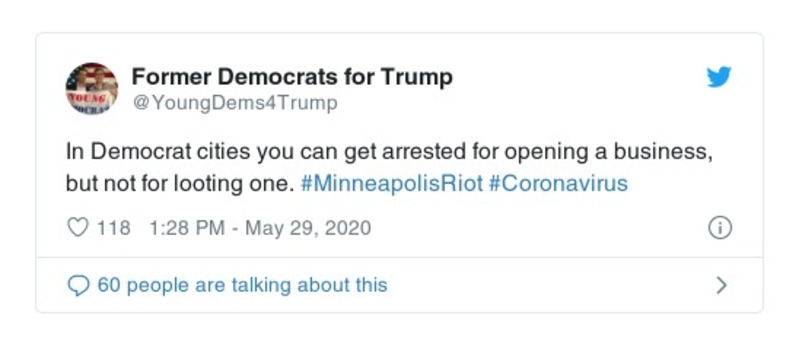 Former Democrats for Trump
@YoungDems4Trump
YOUNG
In Democrat cities you can get arrested for opening a business,
but not for looting one. #MinneapolisRiot #Coronavirus
118 1:28 PM - May 29, 2020
60 people are talking about this